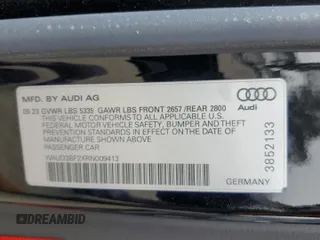 MFD. BY AUDI AG
09 23 GVWR LBS 5335 GAWR LBS FRONT 2657 /REAR 2800
THIS VEHICLE CONFORMS TO ALL APPLICABLE U.S.
FEDERAL MOTOR VEHICLE SAFETY, BUMPER AND THEFT
PREVENTION STANDARDS IN EFFECT ON THE DATE OF
MANUFACTURE SHOWN ABOVE
PASSENGER CAR
GERMANY
Audi
3852133
DREAMBID